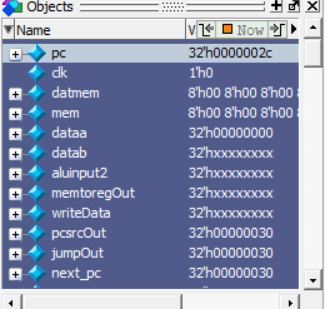 Objects
Name V Now
pc 32'h0000002c
clk 1'h0
datmem 8'h00 8'h00 8'h00
mem 8'h00 8'h00 8'h00
dataa 32'h00000000
datab 32'hxxxxxxxx
aluinput2 32'hxxxxxxxx
memtoregOut 32'hxxxxxxxx
writeData 32'hxxxxxxxx
pcsrcOut 32'h00000030
jumpOut 32'h00000030
next_pc 32'h00000030